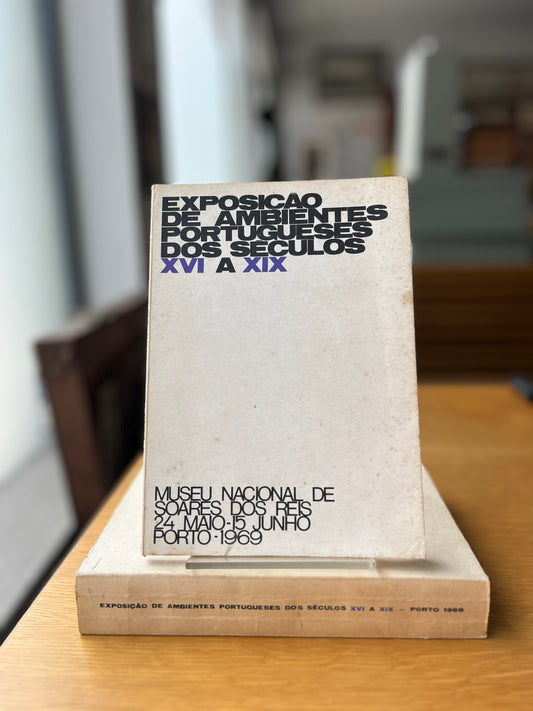 EXPOSICAO
DE AMBIENTES
PORTUGUESES
DOS SECULOS
XVI A XIX
MUSEU NACIONAL DE
SOARES DOS REIS
24 MAIO-15 JUNHO
PORTO·1969
EXPOSIÇÃO DE AMBIENTES PORTUGUESES DOS SÉCULOS XVI A XIX — PORTO 1969